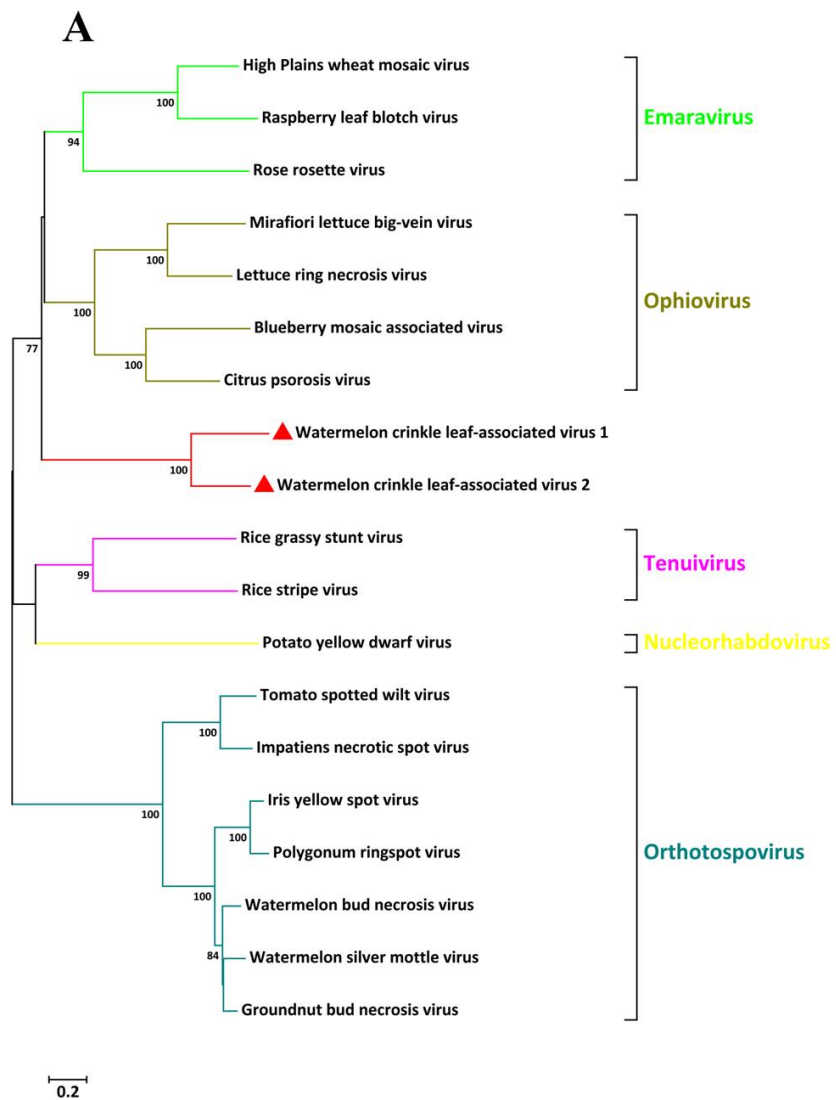 A
High Plains wheat mosaic virus
100
Raspberry leaf blotch virus
Emaravirus
94
Rose rosette virus
Mirafiori lettuce big-vein virus
100
Lettuce ring necrosis virus
Ophiovirus
100
Blueberry mosaic associated virus
77
100
Citrus psorosis virus
Watermelon crinkle leaf-associated virus 1
100
Watermelon crinkle leaf-associated virus 2
Rice grassy stunt virus
Tenuivirus
99
Rice stripe virus
Potato yellow dwarf virus
Nucleorhabdovirus
Tomato spotted wilt virus
100
Impatiens necrotic spot virus
Iris yellow spot virus
100
100
Polygonum ringspot virus
Orthotospovirus
100
Watermelon bud necrosis virus
84
Watermelon silver mottle virus
Groundnut bud necrosis virus
0.2